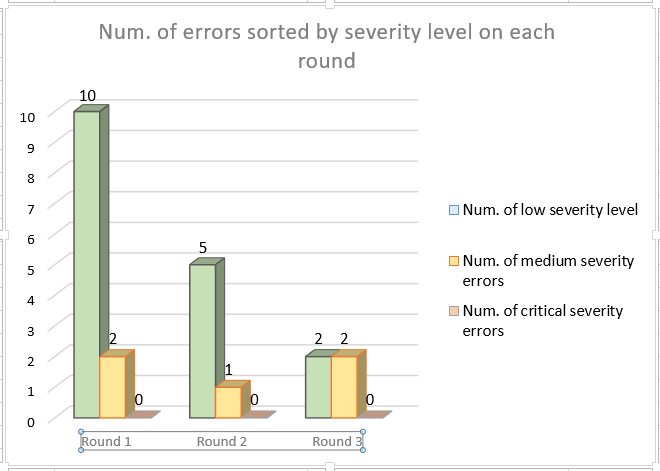 Num. of errors sorted by severity level on each
round
10
9
8
7
6
5
4
3
2
1
0
10
2
0
5
1
0
2
2
0
Round 1
Round 2
Round 3
Num. of low severity level
Num. of medium severity
errors
Num. of critical severity
errors